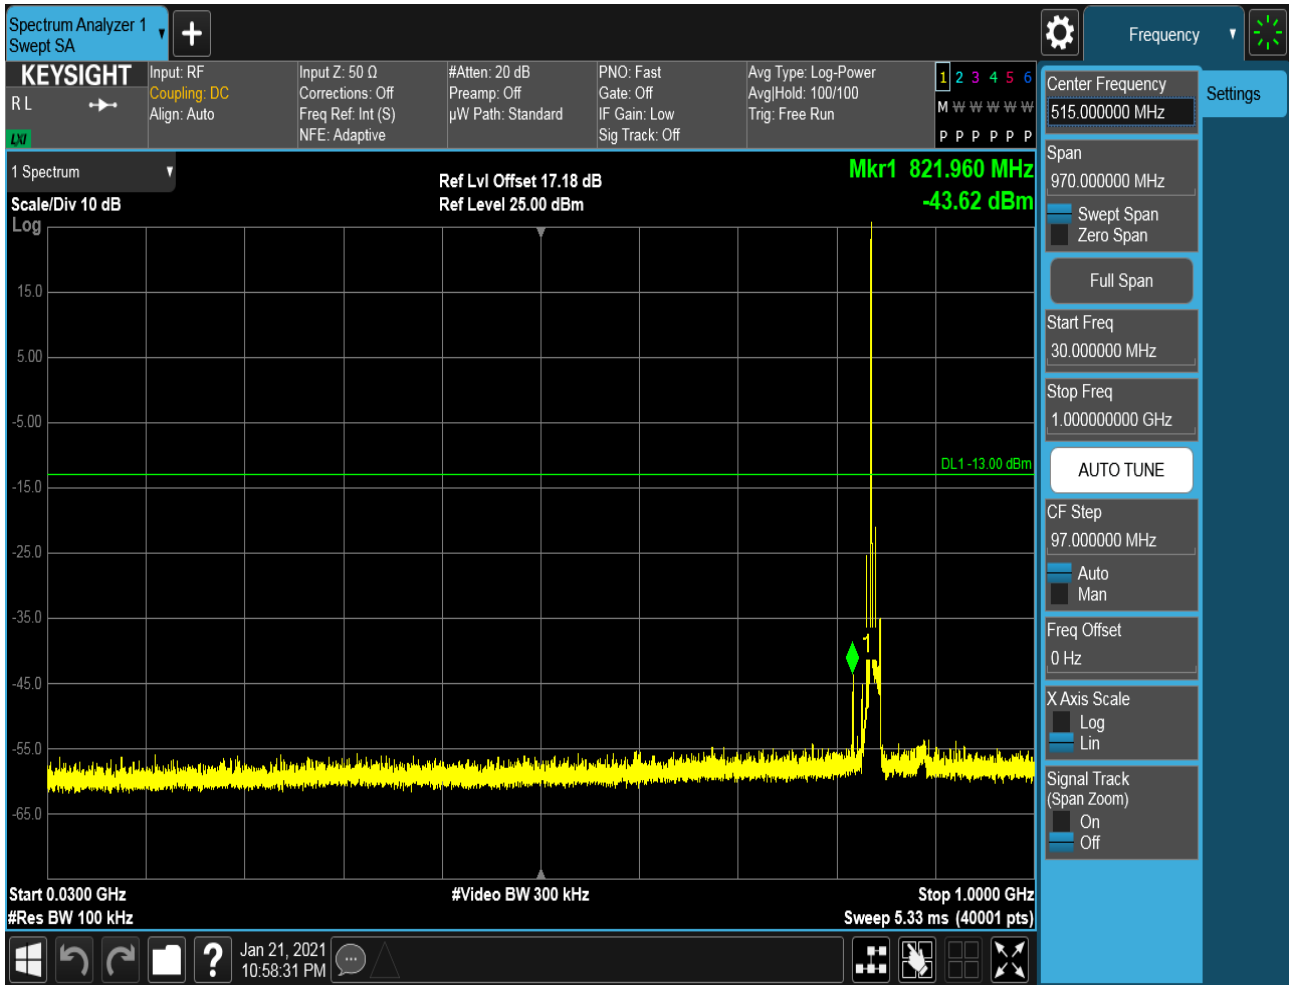 Spectrum Analyzer 1
Swept SA
Frequency
KEYSIGHT
R L
LXI
Input: RF
Coupling: DC
Align: Auto
Input Z: 50 Ω
Corrections: Off
Freq Ref: Int (S)
NFE: Adaptive
#Atten: 20 dB
Preamp: Off
µW Path: Standard
PNO: Fast
Gate: Off
IF Gain: Low
Sig Track: Off
Avg Type: Log-Power
Avg|Hold: 100/100
Trig: Free Run
1 2 3 4 5 6
M W W W W W
P P P P P P
1 Spectrum
Scale/Div 10 dB
Log
Ref Lvl Offset 17.18 dB
Ref Level 25.00 dBm
Mkr1 821.960 MHz
-43.62 dBm
15.0
5.00
-5.00
-15.0
-25.0
-35.0
-45.0
-55.0
-65.0
DL1 -13.00 dBm
Start 0.0300 GHz
#Res BW 100 kHz
#Video BW 300 kHz
Stop 1.0000 GHz
Sweep 5.33 ms (40001 pts)
Center Frequency
515.000000 MHz
Span
970.000000 MHz
Swept Span
Zero Span
Full Span
Start Freq
30.000000 MHz
Stop Freq
1.000000000 GHz
AUTO TUNE
CF Step
97.000000 MHz
Auto
Man
Freq Offset
0 Hz
X Axis Scale
Log
Lin
Signal Track
(Span Zoom)
On
Off
Settings
?
Jan 21, 2021
10:58:31 PM